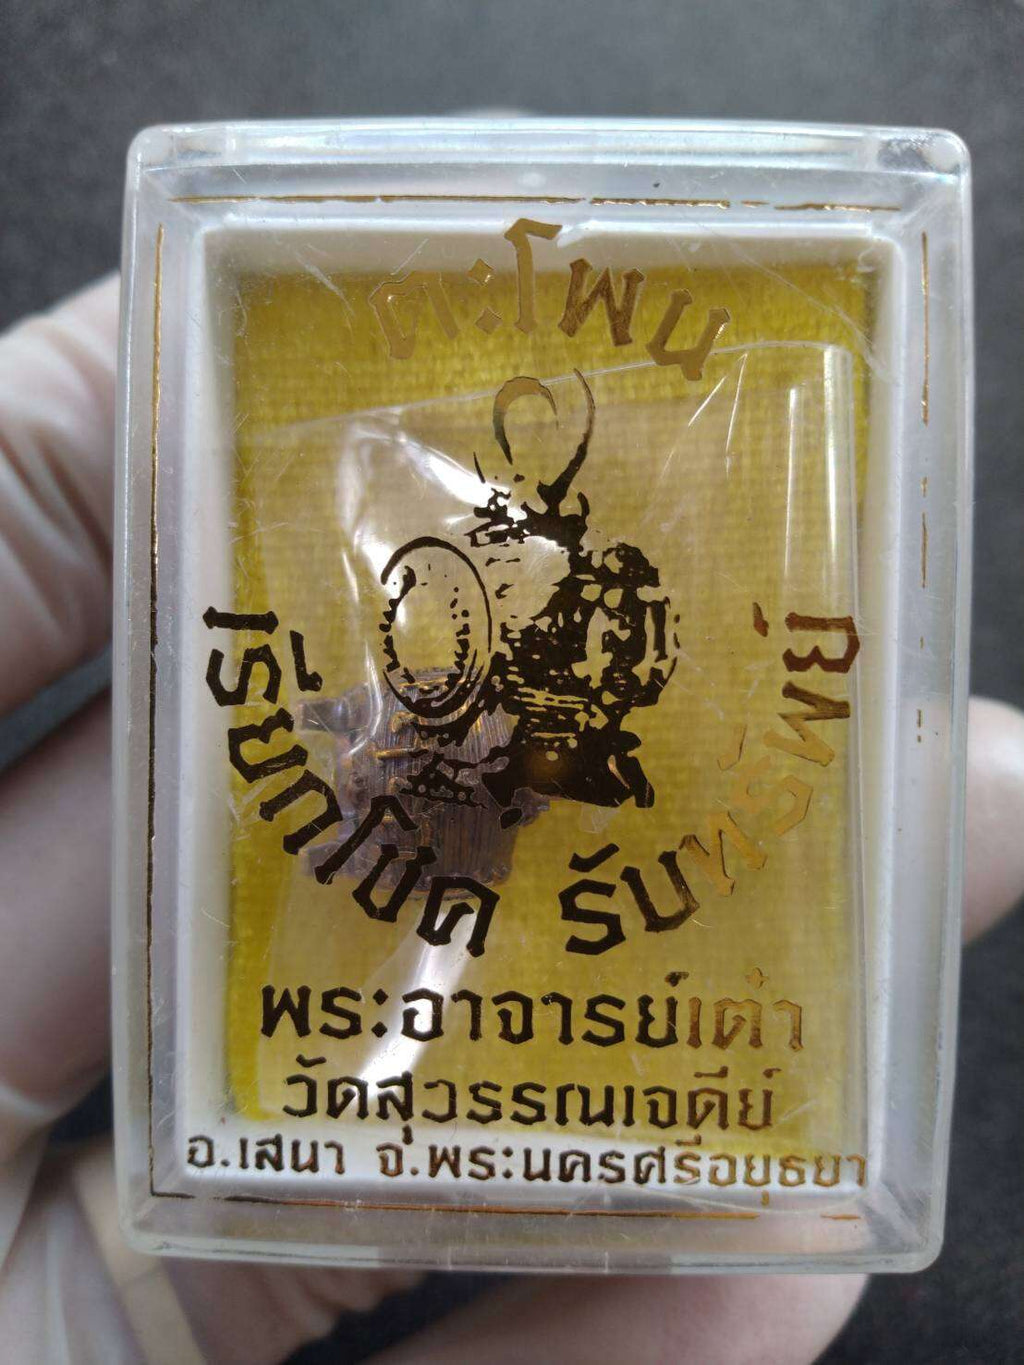 ตะโพน
เรียกโชค รับทรัพย์
พระอาจารย์เต๋า
วัดสุวรรณเจดีย์
อ.เสนา จ.พระนครศรีอยุธยา